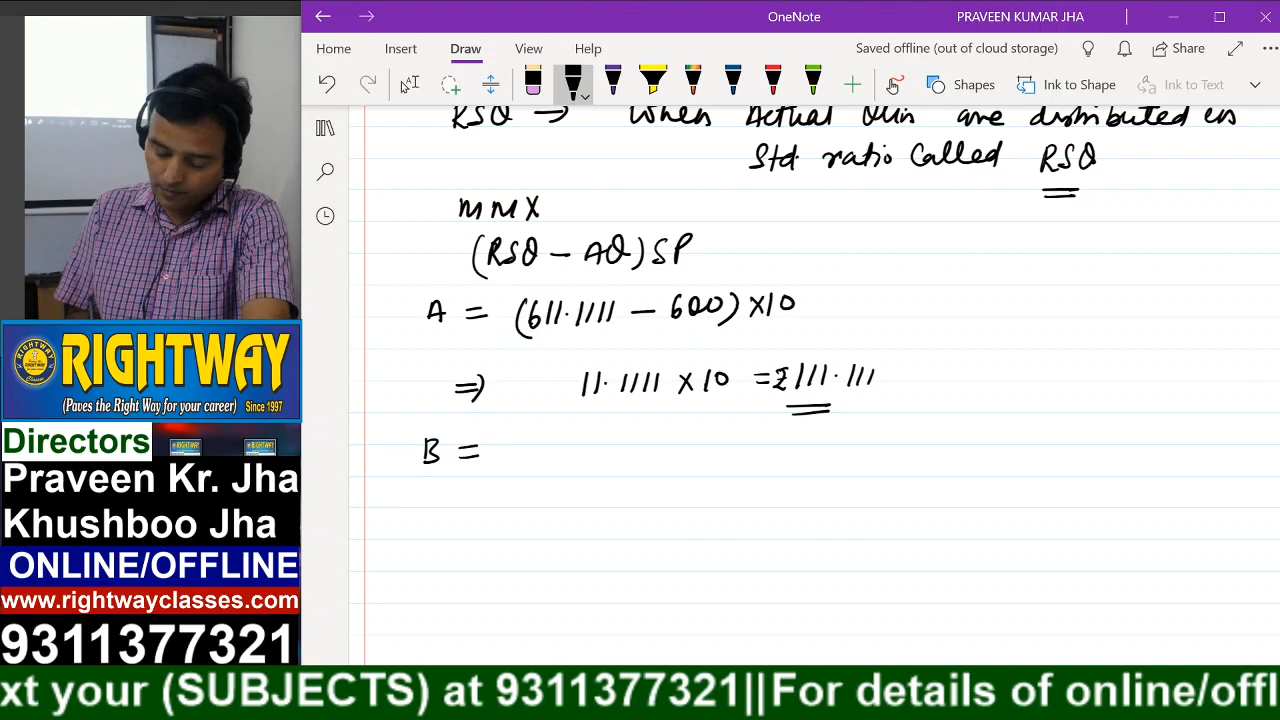 OneNote
PRAVEEN KUMAR JHA
Home Insert Draw View Help
Saved offline (out of cloud storage)
Share
Shapes
Ink to Shape
Ink to Text
RSQ → When Actual are distributed in
Std. ratio called RSQ
MMX
(RSQ – AQ) SP
A = (611.1111 – 600) ×10
⇒ 11.1111 × 10 = ₹111.111
B =
RIGHTWAY
(Paves the Right Way for your career) Since 1997
Directors
Praveen Kr. Jha
Khushboo Jha
ONLINE/OFFLINE
www.rightwayclasses.com
9311377321
xt your (SUBJECTS) at 9311377321||For details of online/offl